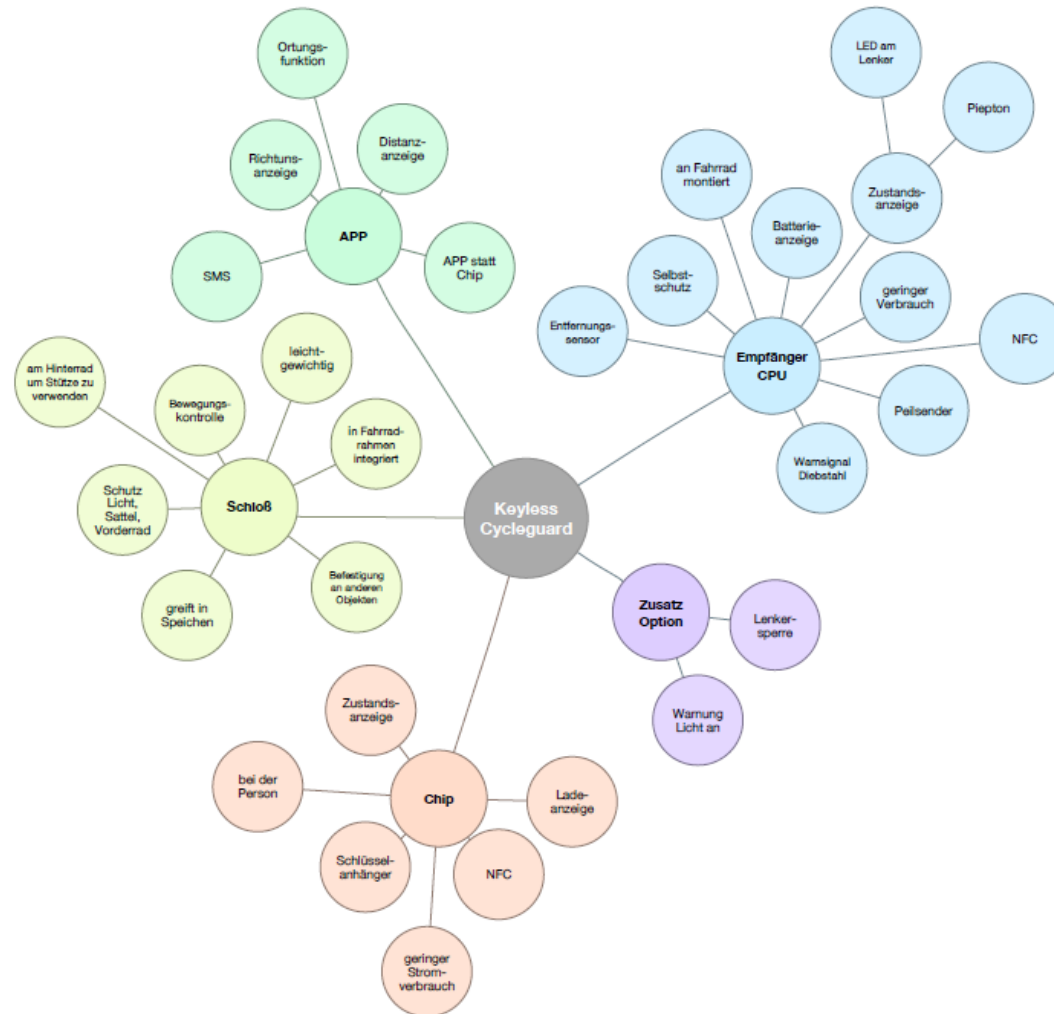 Ortungs-
funktion
Richtuns-
anzeige
Distanz-
anzeige
APP
SMS
APP statt
Chip
LED am
Lenker
Piepton
an Fahrrad
montiert
Zustands-
anzeige
Batterie-
anzeige
Selbst-
schutz
geringer
Verbrauch
Entfernungs-
sensor
Empfänger
CPU
NFC
Peilsender
Warnsignal
Diebstahl
am Hinterrad
um Stütze zu
verwenden
leicht-
gewichtig
Bewegungs-
kontrolle
in Fahrrad-
rahmen
integriert
Schutz
Licht,
Sattel,
Vorderrad
Schloß
greift in
Speichen
Befestigung
an anderen
Objekten
Keyless
Cycleguard
Zusatz
Option
Lenker-
sperre
Warnung
Licht an
Zustands-
anzeige
bei der
Person
Chip
Lade-
anzeige
Schlüssel-
anhänger
NFC
geringer
Strom-
verbrauch